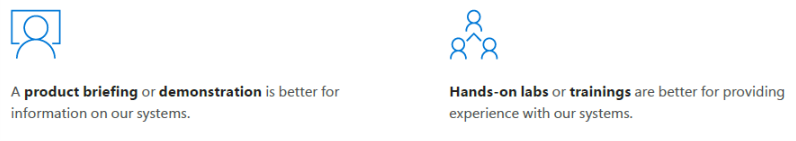 A product briefing or demonstration is better for
information on our systems.
Hands-on labs or trainings are better for providing
experience with our systems.